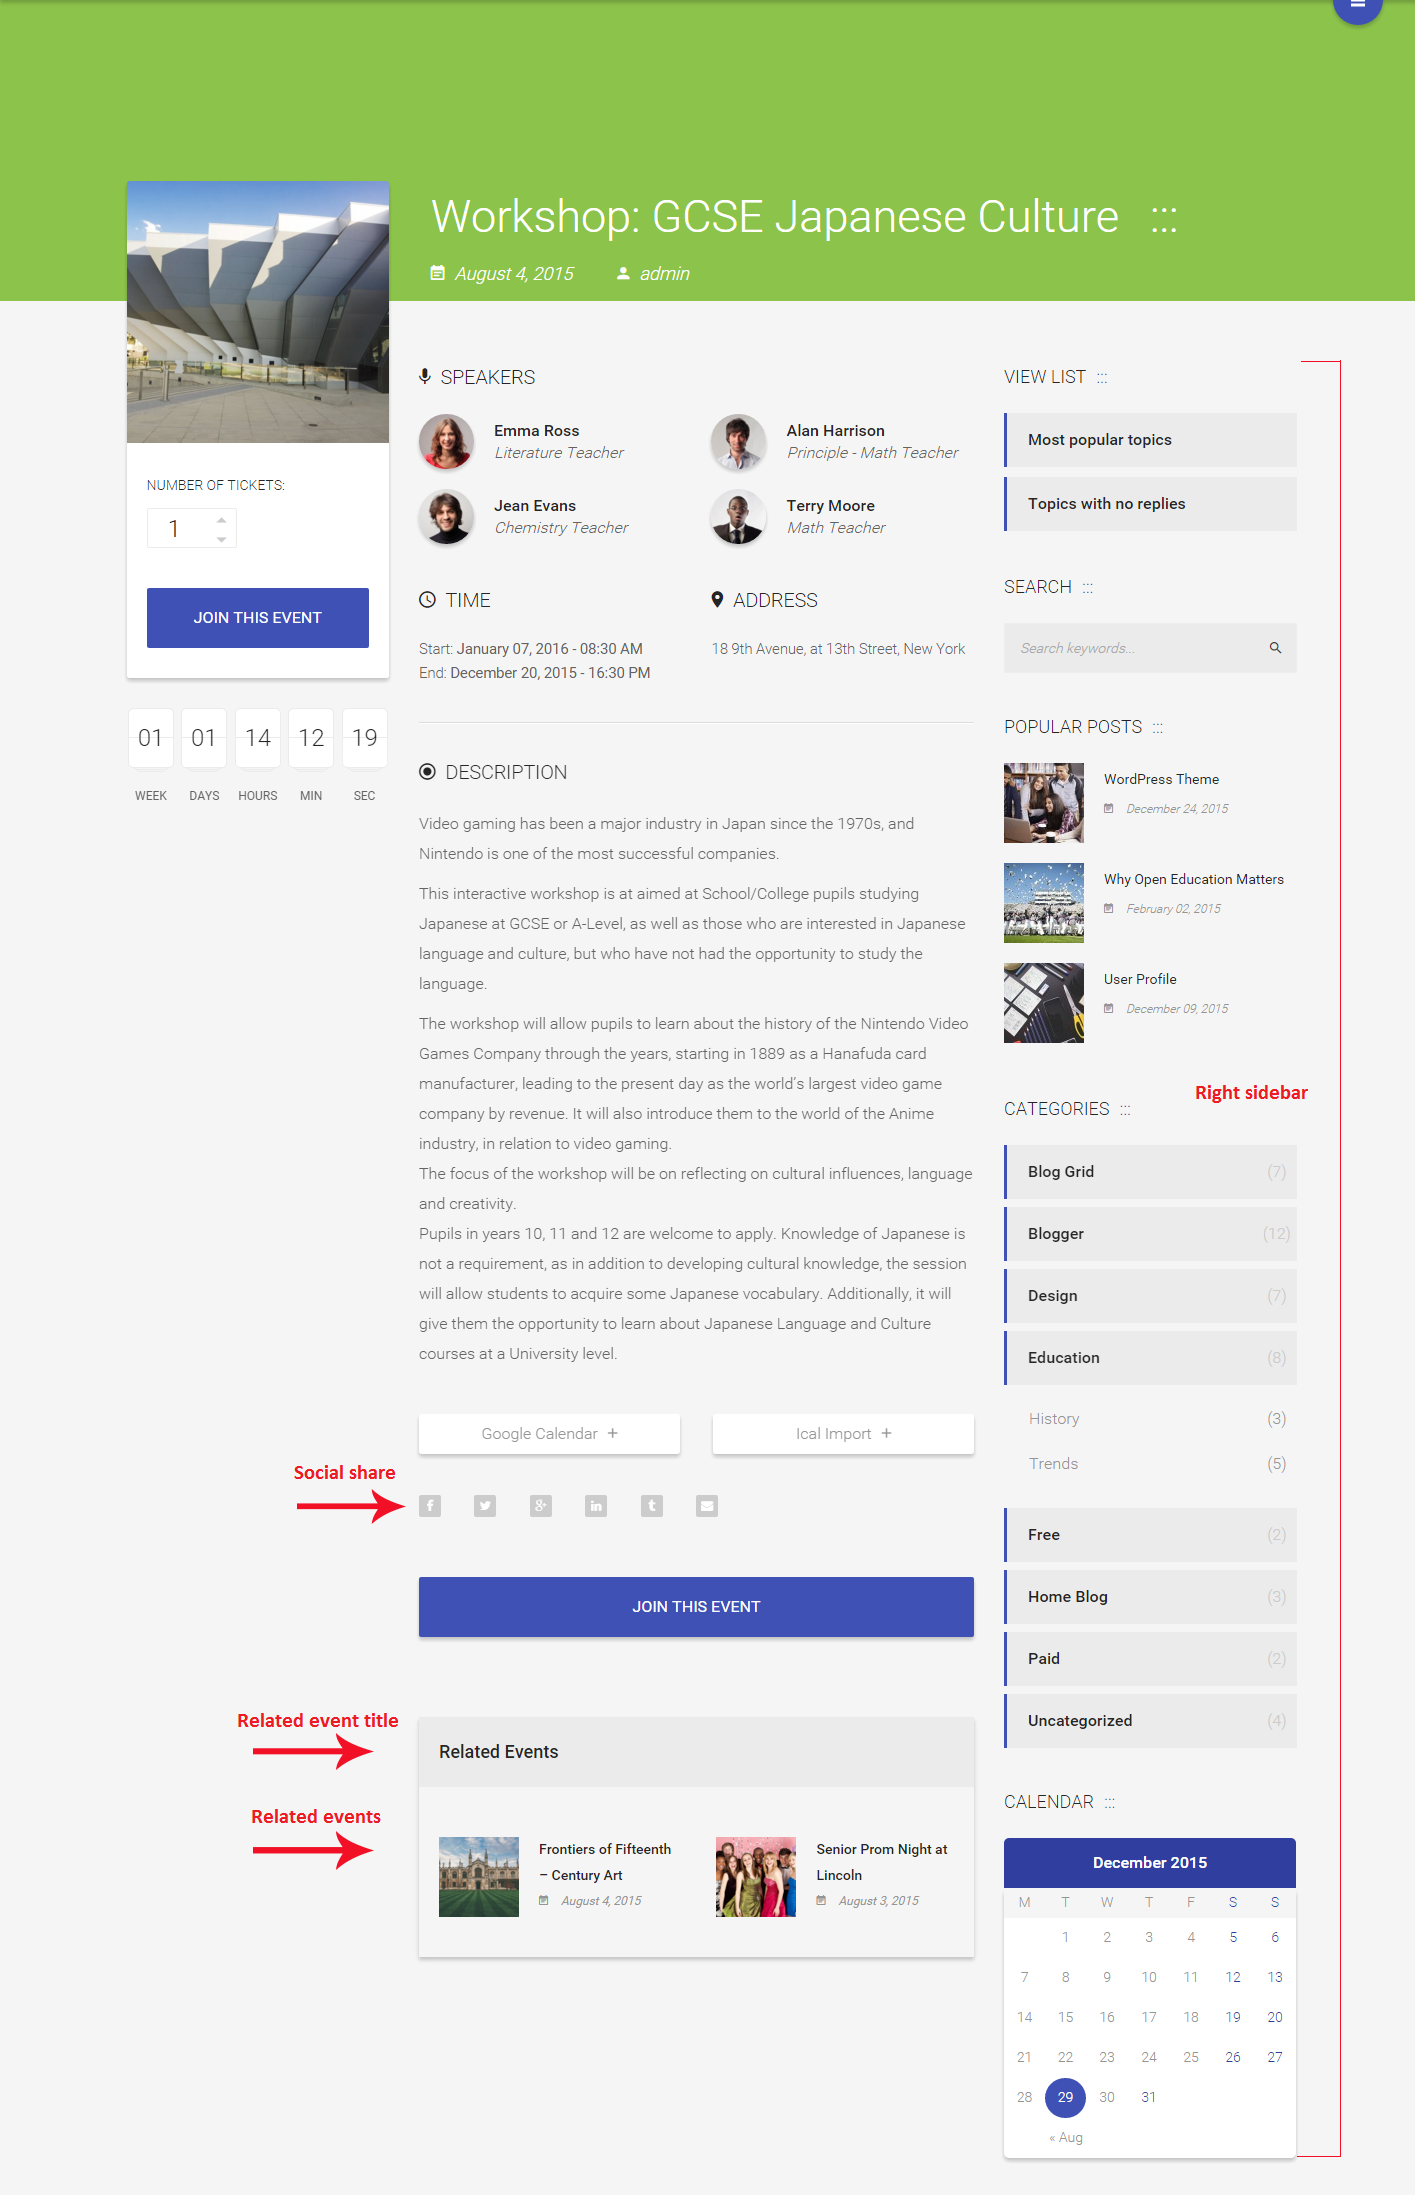 Workshop: GCSE Japanese Culture :::
August 4, 2015 admin
NUMBER OF TICKETS:
1
JOIN THIS EVENT
01 01 14 12 19
WEEK DAYS HOURS MIN SEC
SPEAKERS
Emma Ross
Literature Teacher
Alan Harrison
Principle - Math Teacher
Jean Evans
Chemistry Teacher
Terry Moore
Math Teacher
TIME
Start: January 07, 2016 - 08:30 AM
End: December 20, 2015 - 16:30 PM
ADDRESS
18 9th Avenue, at 13th Street, New York
DESCRIPTION
Video gaming has been a major industry in Japan since the 1970s, and
Nintendo is one of the most successful companies.
This interactive workshop is at aimed at School/College pupils studying
Japanese at GCSE or A-Level, as well as those who are interested in Japanese
language and culture, but who have not had the opportunity to study the
language.
The workshop will allow pupils to learn about the history of the Nintendo Video
Games Company through the years, starting in 1889 as a Hanafuda card
manufacturer, leading to the present day as the world's largest video game
company by revenue. It will also introduce them to the world of the Anime
industry, in relation to video gaming.
The focus of the workshop will be on reflecting on cultural influences, language
and creativity.
Pupils in years 10, 11 and 12 are welcome to apply. Knowledge of Japanese is
not a requirement, as in addition to developing cultural knowledge, the session
will allow students to acquire some Japanese vocabulary. Additionally, it will
give them the opportunity to learn about Japanese Language and Culture
courses at a University level.
Google Calendar +
Ical Import +
Social share
JOIN THIS EVENT
Related event title
Related Events
Related events
Frontiers of Fifteenth
– Century Art
August 4, 2015
Senior Prom Night at
Lincoln
August 3, 2015
VIEW LIST :::
Most popular topics
Topics with no replies
SEARCH :::
Search keywords...
POPULAR POSTS :::
WordPress Theme
December 24, 2015
Why Open Education Matters
February 02, 2015
User Profile
December 09, 2015
Right sidebar
CATEGORIES :::
Blog Grid (7)
Blogger (12)
Design (7)
Education (8)
History (3)
Trends (5)
Free (2)
Home Blog (3)
Paid (2)
Uncategorized (4)
CALENDAR :::
December 2015
M T W T F S S
1 2 3 4 5 6
7 8 9 10 11 12 13
14 15 16 17 18 19 20
21 22 23 24 25 26 27
28 29 30 31
« Aug